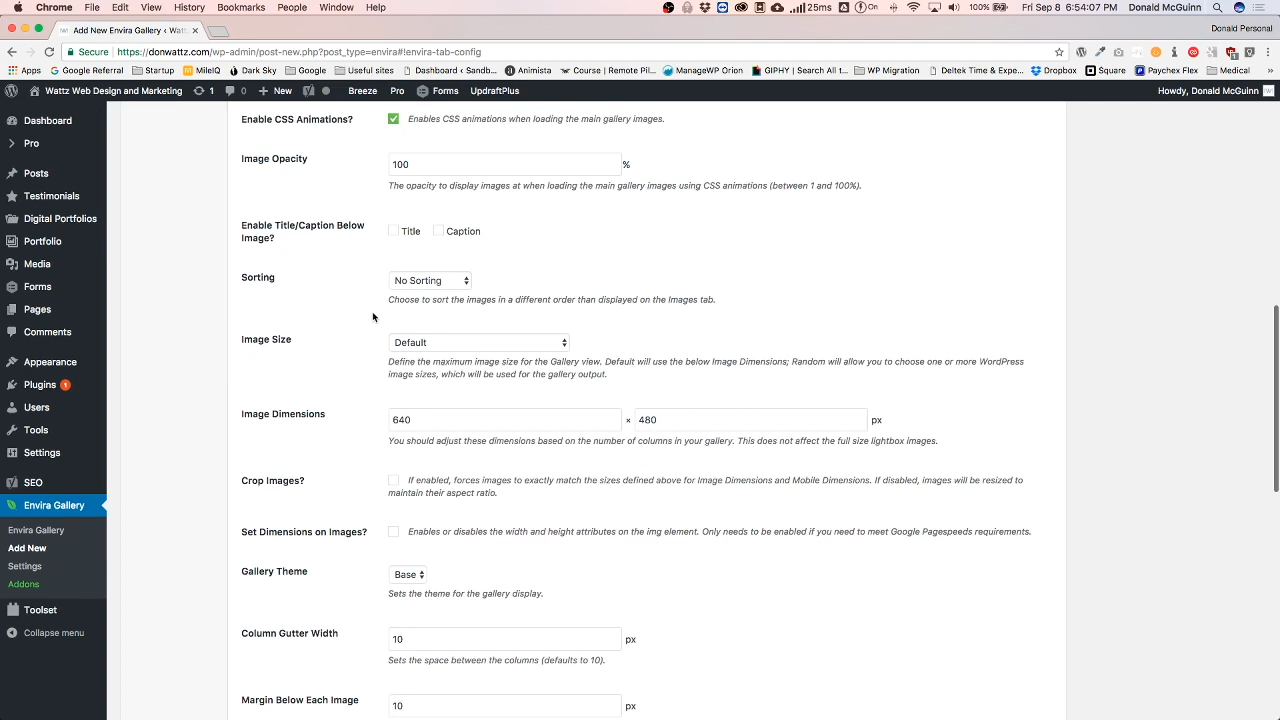 Chrome File Edit View History Bookmarks People Window Help 25ms On 100% Fri Sep 8 6:54:07 PM Donald McGuinn
Add New Envira Gallery ‹ Watt Donald Personal
Secure https://donwattz.com/wp-admin/post-new.php?post_type=envira#!envira-tab-config
Apps Google Referral Startup MileIQ Dark Sky Google Useful sites Dashboard ‹ Sandb... Animista Course | Remote Pil... ManageWP Orion GIPHY | Search All t... WP Migration Deltek Time & Expe... Dropbox Square Paychex Flex Medical »
Wattz Web Design and Marketing 1 0 New Breeze Pro Forms UpdraftPlus Howdy, Donald McGuinn
Dashboard
Pro
Posts
Testimonials
Digital Portfolios
Portfolio
Media
Forms
Pages
Comments
Appearance
Plugins 1
Users
Tools
Settings
SEO
Envira Gallery
Envira Gallery
Add New
Settings
Addons
Toolset
Collapse menu
Enable CSS Animations? Enables CSS animations when loading the main gallery images.
Image Opacity 100 %
The opacity to display images at when loading the main gallery images using CSS animations (between 1 and 100%).
Enable Title/Caption Below
Image?
Title Caption
Sorting No Sorting
Choose to sort the images in a different order than displayed on the Images tab.
Image Size Default
Define the maximum image size for the Gallery view. Default will use the below Image Dimensions; Random will allow you to choose one or more WordPress
image sizes, which will be used for the gallery output.
Image Dimensions 640 × 480 px
You should adjust these dimensions based on the number of columns in your gallery. This does not affect the full size lightbox images.
Crop Images? If enabled, forces images to exactly match the sizes defined above for Image Dimensions and Mobile Dimensions. If disabled, images will be resized to
maintain their aspect ratio.
Set Dimensions on Images? Enables or disables the width and height attributes on the img element. Only needs to be enabled if you need to meet Google Pagespeeds requirements.
Gallery Theme Base
Sets the theme for the gallery display.
Column Gutter Width 10 px
Sets the space between the columns (defaults to 10).
Margin Below Each Image 10 px